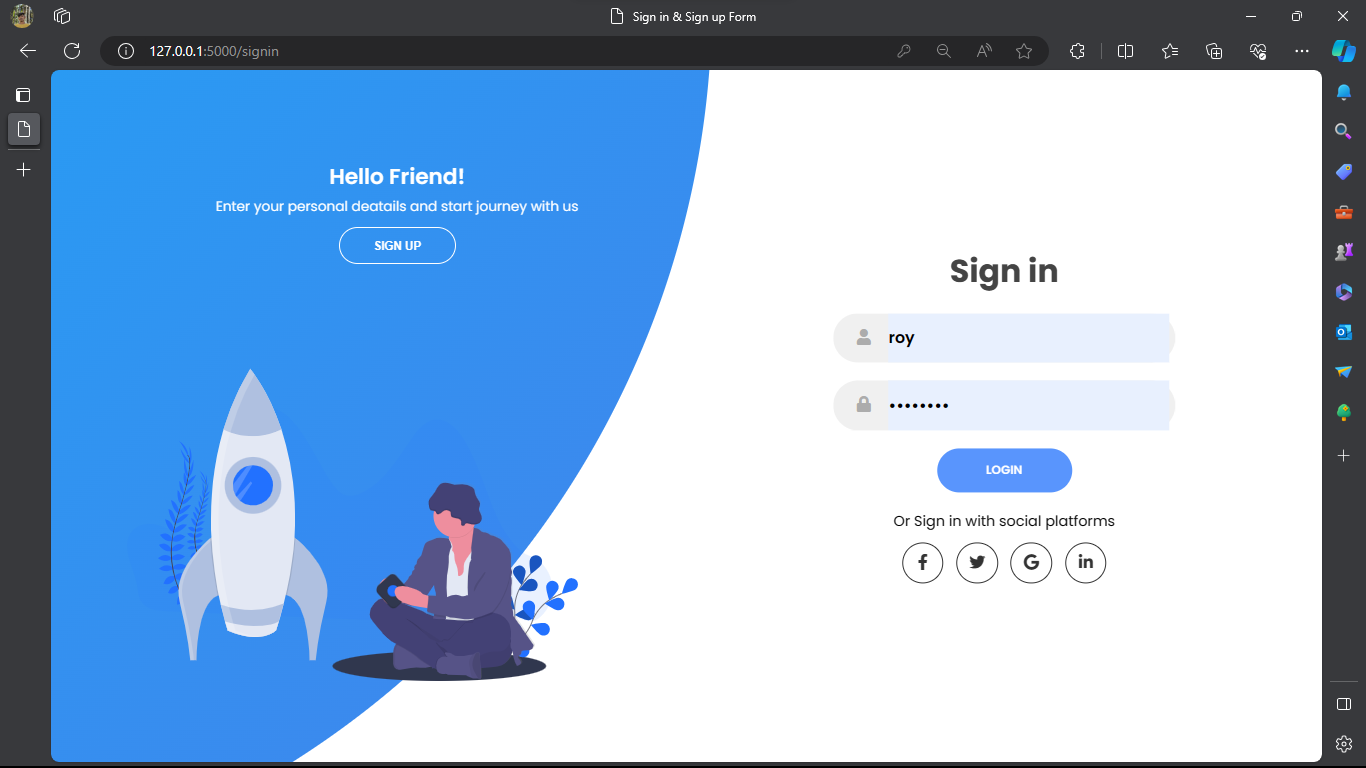 Sign in & Sign up Form
127.0.0.1:5000/signin
Hello Friend!
Enter your personal deatails and start journey with us
SIGN UP
Sign in
roy
••••••••
LOGIN
Or Sign in with social platforms